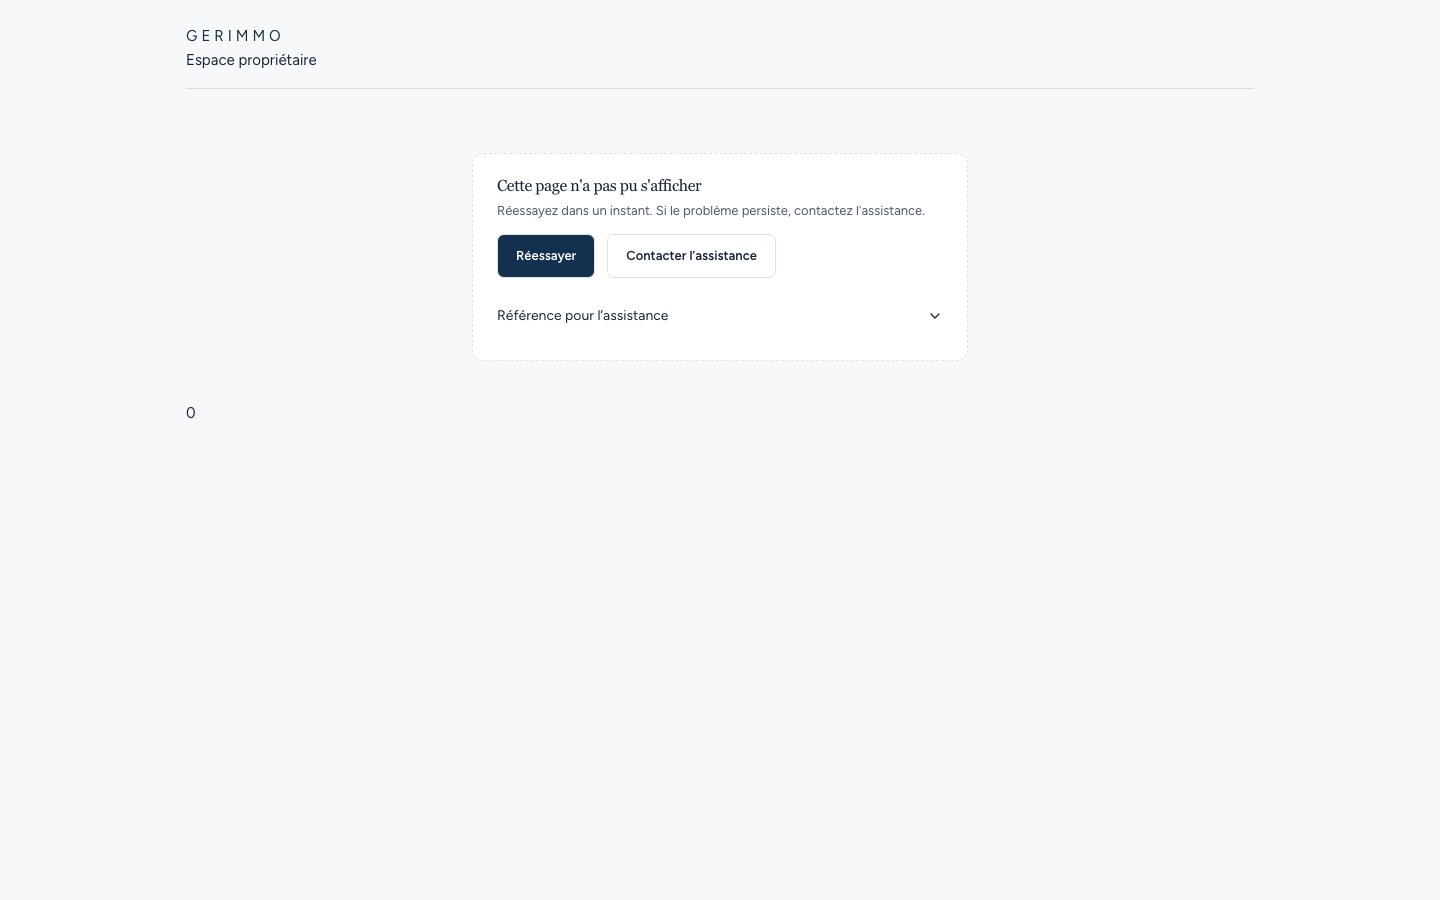 GERIMMO
Espace propriétaire
Cette page n'a pas pu s'afficher
Réessayez dans un instant. Si le problème persiste, contactez l'assistance.
Réessayer
Contacter l’assistance
Référence pour l’assistance
0